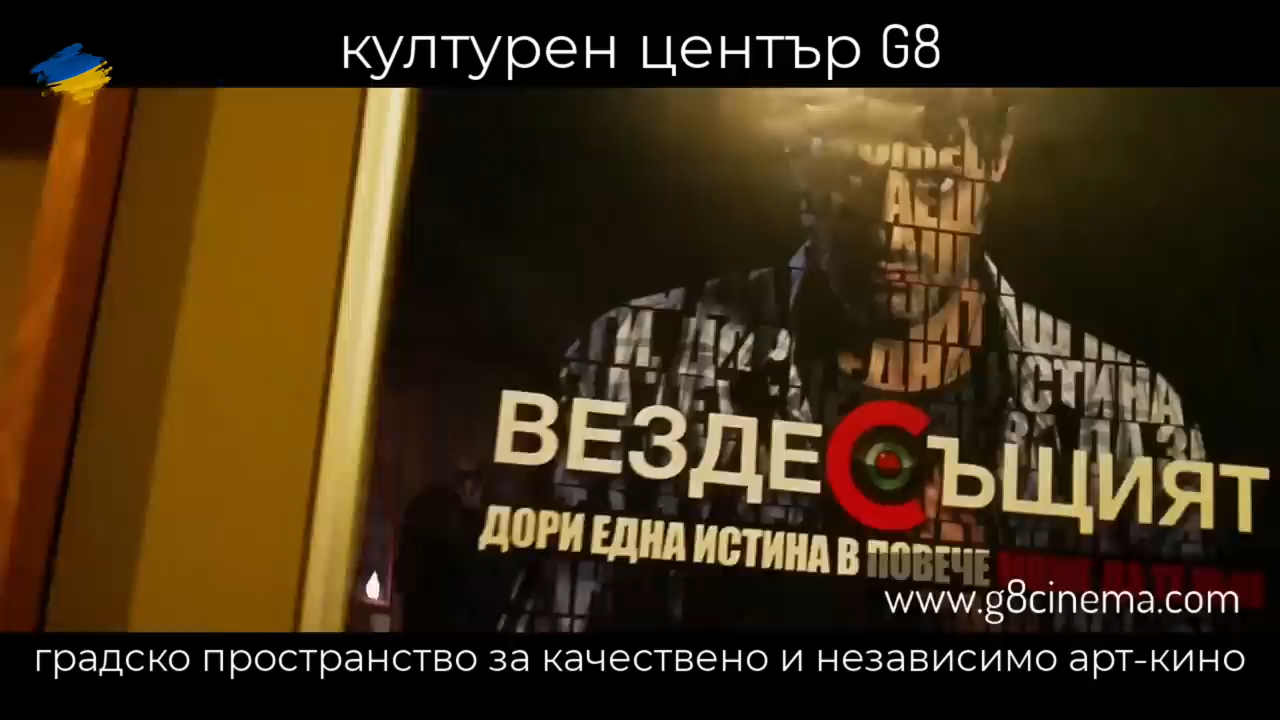 културен център G8
ВЕЗДЕСЪЩИЯТ
ДОРИ ЕДНА ИСТИНА В ПОВЕЧЕ
www.g8cinema.com
градско пространство за качествено и независимо арт-кино